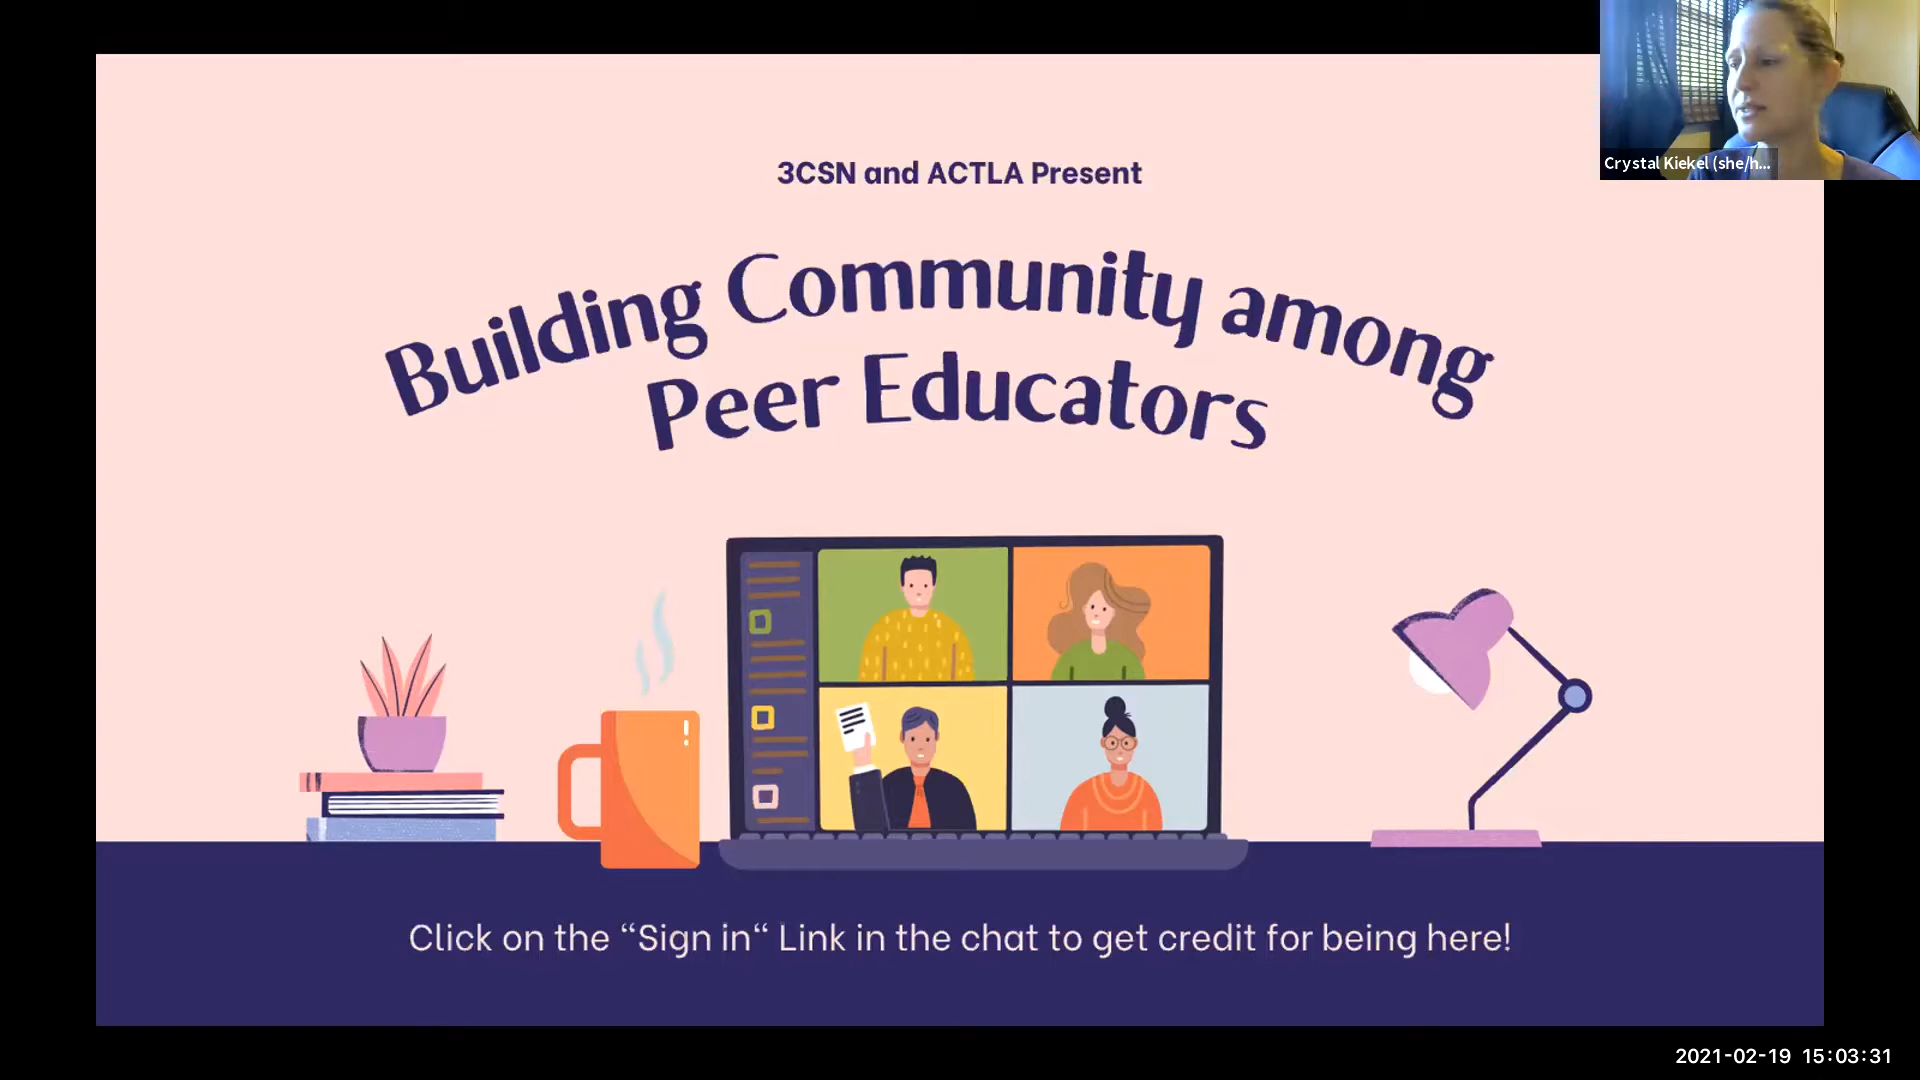 Crystal Kiekel (she/h...
3CSN and ACTLA Present
Building Community among
Peer Educators
Click on the “Sign in“ Link in the chat to get credit for being here!
2021-02-19 15:03:31